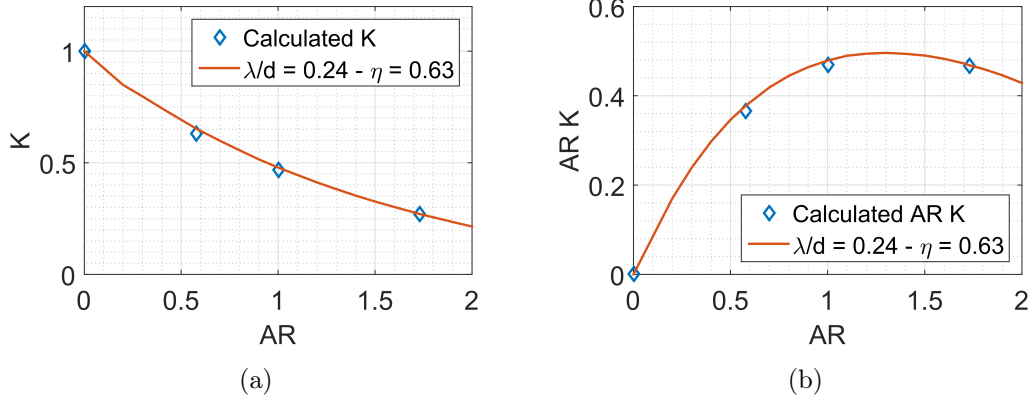 1
0.5
0
K
0
0.5
1
1.5
2
AR
Calculated K
λ/d = 0.24 - η = 0.63
(a)
0.6
0.4
0.2
0
AR K
0
0.5
1
1.5
2
AR
Calculated AR K
λ/d = 0.24 - η = 0.63
(b)